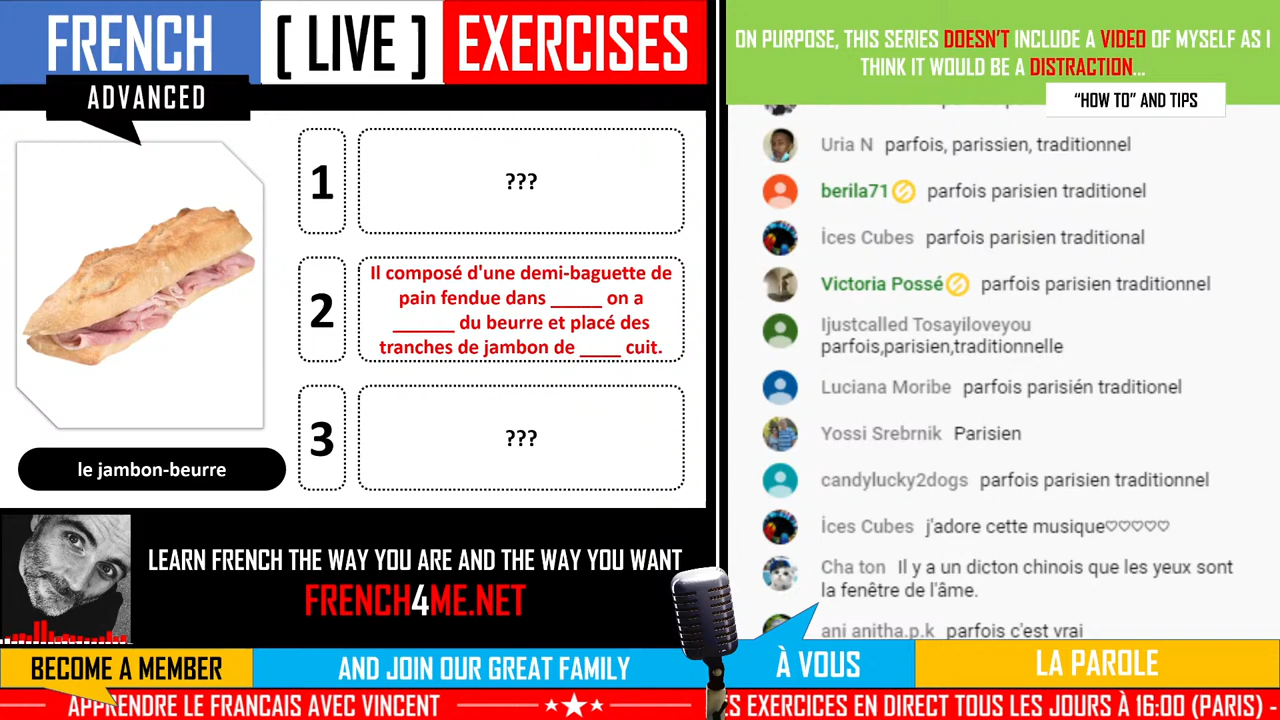 FRENCH
[ LIVE ]
EXERCISES
ADVANCED
1
???
2
Il composé d'une demi-baguette de
pain fendue dans _____ on a
______ du beurre et placé des
tranches de jambon de ____ cuit.
3
???
le jambon-beurre
LEARN FRENCH THE WAY YOU ARE AND THE WAY YOU WANT
FRENCH4ME.NET
BECOME A MEMBER
AND JOIN OUR GREAT FAMILY
APPRENDRE LE FRANCAIS AVEC VINCENT
ON PURPOSE, THIS SERIES DOESN'T INCLUDE A VIDEO OF MYSELF AS I
THINK IT WOULD BE A DISTRACTION...
"HOW TO" AND TIPS
Uria N parfois, parissien, traditionnel
berila71 parfois parisien traditionel
İces Cubes parfois parisien traditional
Victoria Possé parfois parisien traditionnel
Ijustcalled Tosayiloveyou
parfois,parisien,traditionnelle
Luciana Moribe parfois parisién traditionel
Yossi Srebrnik Parisien
candylucky2dogs parfois parisien traditionnel
İces Cubes j'adore cette musique♡♡♡♡♡
Cha ton Il y a un dicton chinois que les yeux sont
la fenêtre de l'âme.
ani anitha.p.k parfois c'est vrai
À VOUS
LA PAROLE
ES EXERCICES EN DIRECT TOUS LES JOURS À 16:00 (PARIS) -